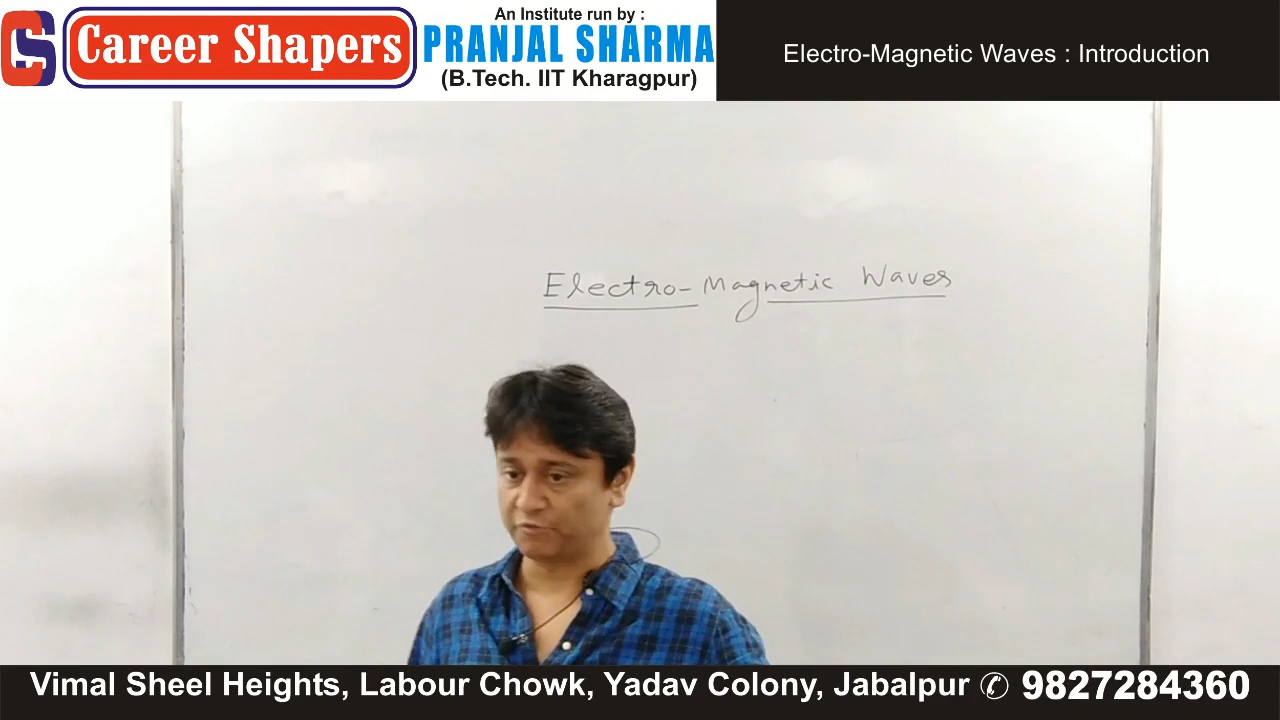 CS Career Shapers
An Institute run by :
PRANJAL SHARMA
(B.Tech. IIT Kharagpur)
Electro-Magnetic Waves : Introduction
Electro-Magnetic Waves
Vimal Sheel Heights, Labour Chowk, Yadav Colony, Jabalpur ✆ 9827284360